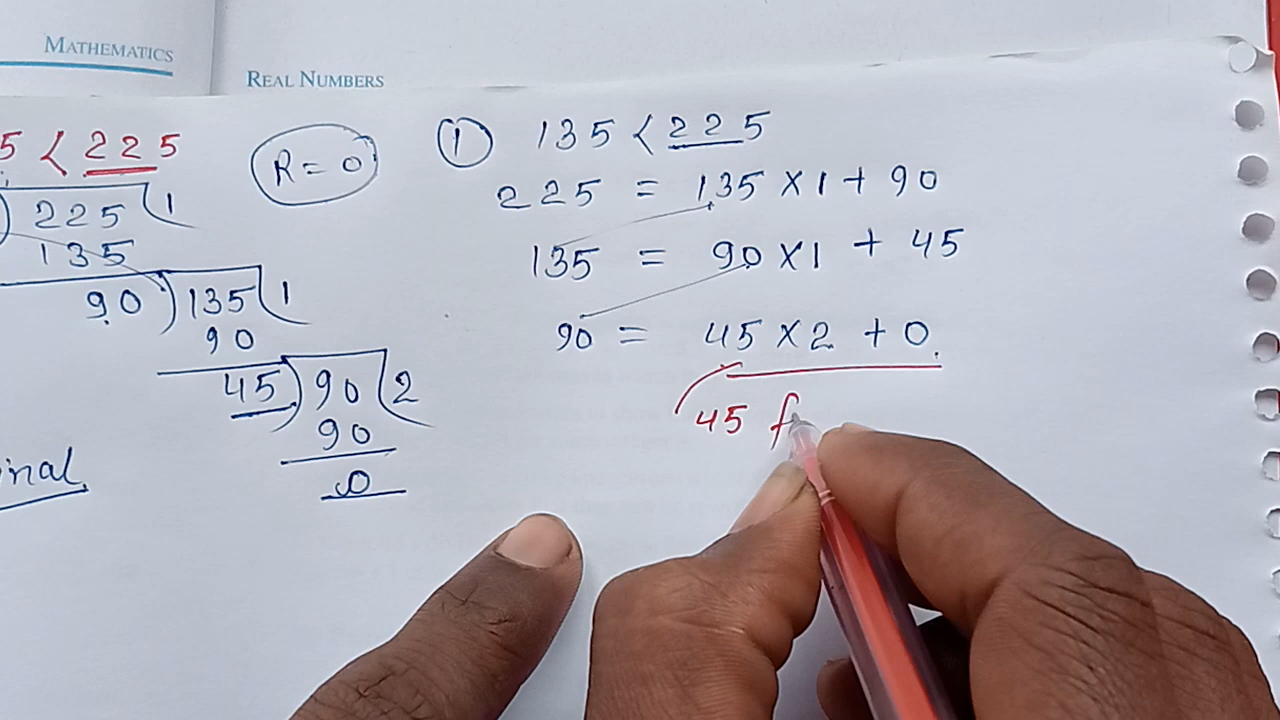 MATHEMATICS
REAL NUMBERS
5 < 225
) 225 ( 1
135
90 ) 135 ( 1
90
45 ) 90 ( 2
90
0
inal
R = 0
① 135 < 225
225 = 135 × 1 + 90
135 = 90 × 1 + 45
90 = 45 × 2 + 0.
45 f